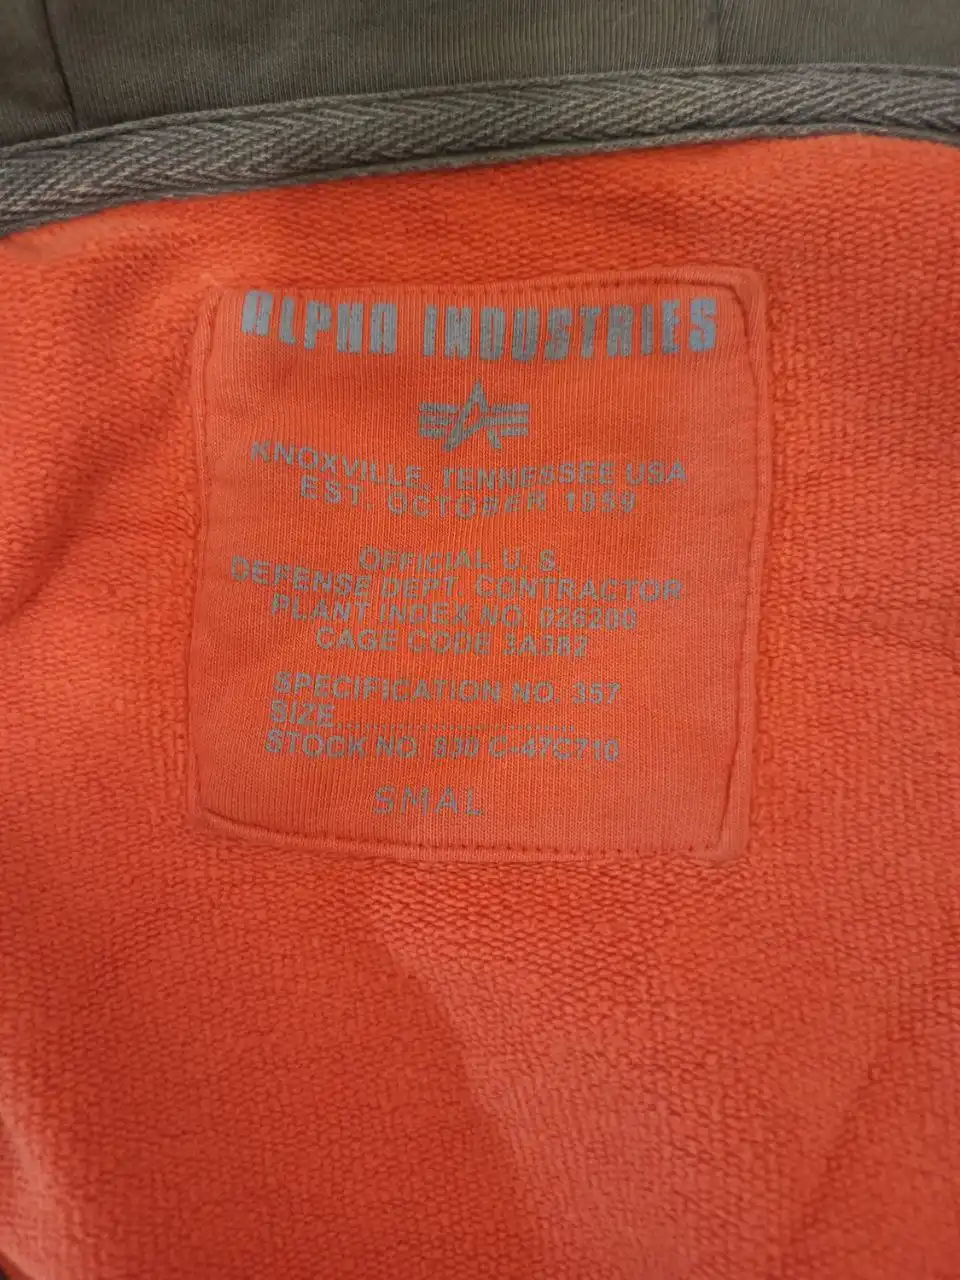 ALPHA INDUSTRIES
KNOXVILLE, TENNESSEE USA
EST. OCTOBER 1959
OFFICIAL U. S.
DEFENSE DEPT. CONTRACTOR
PLANT INDEX NO. 026200
CAGE CODE 3A382
SPECIFICATION NO. 357
SIZE....................................
STOCK NO. 830 C-47C710
SMAL